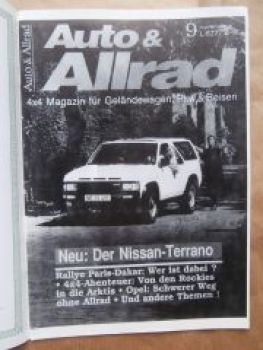 Auto & Allrad
Auto &
Allrad
9
4x4 Magazin für Geländewagen, Pkw & Reisen
Neu: Der Nissan-Terrano
Rallye Paris-Dakar: Wer ist dabei ?
• 4x4-Abenteuer: Von den Rockies
in die Arktis • Opel: Schwerer Weg
ohne Allrad • Und andere Themen !